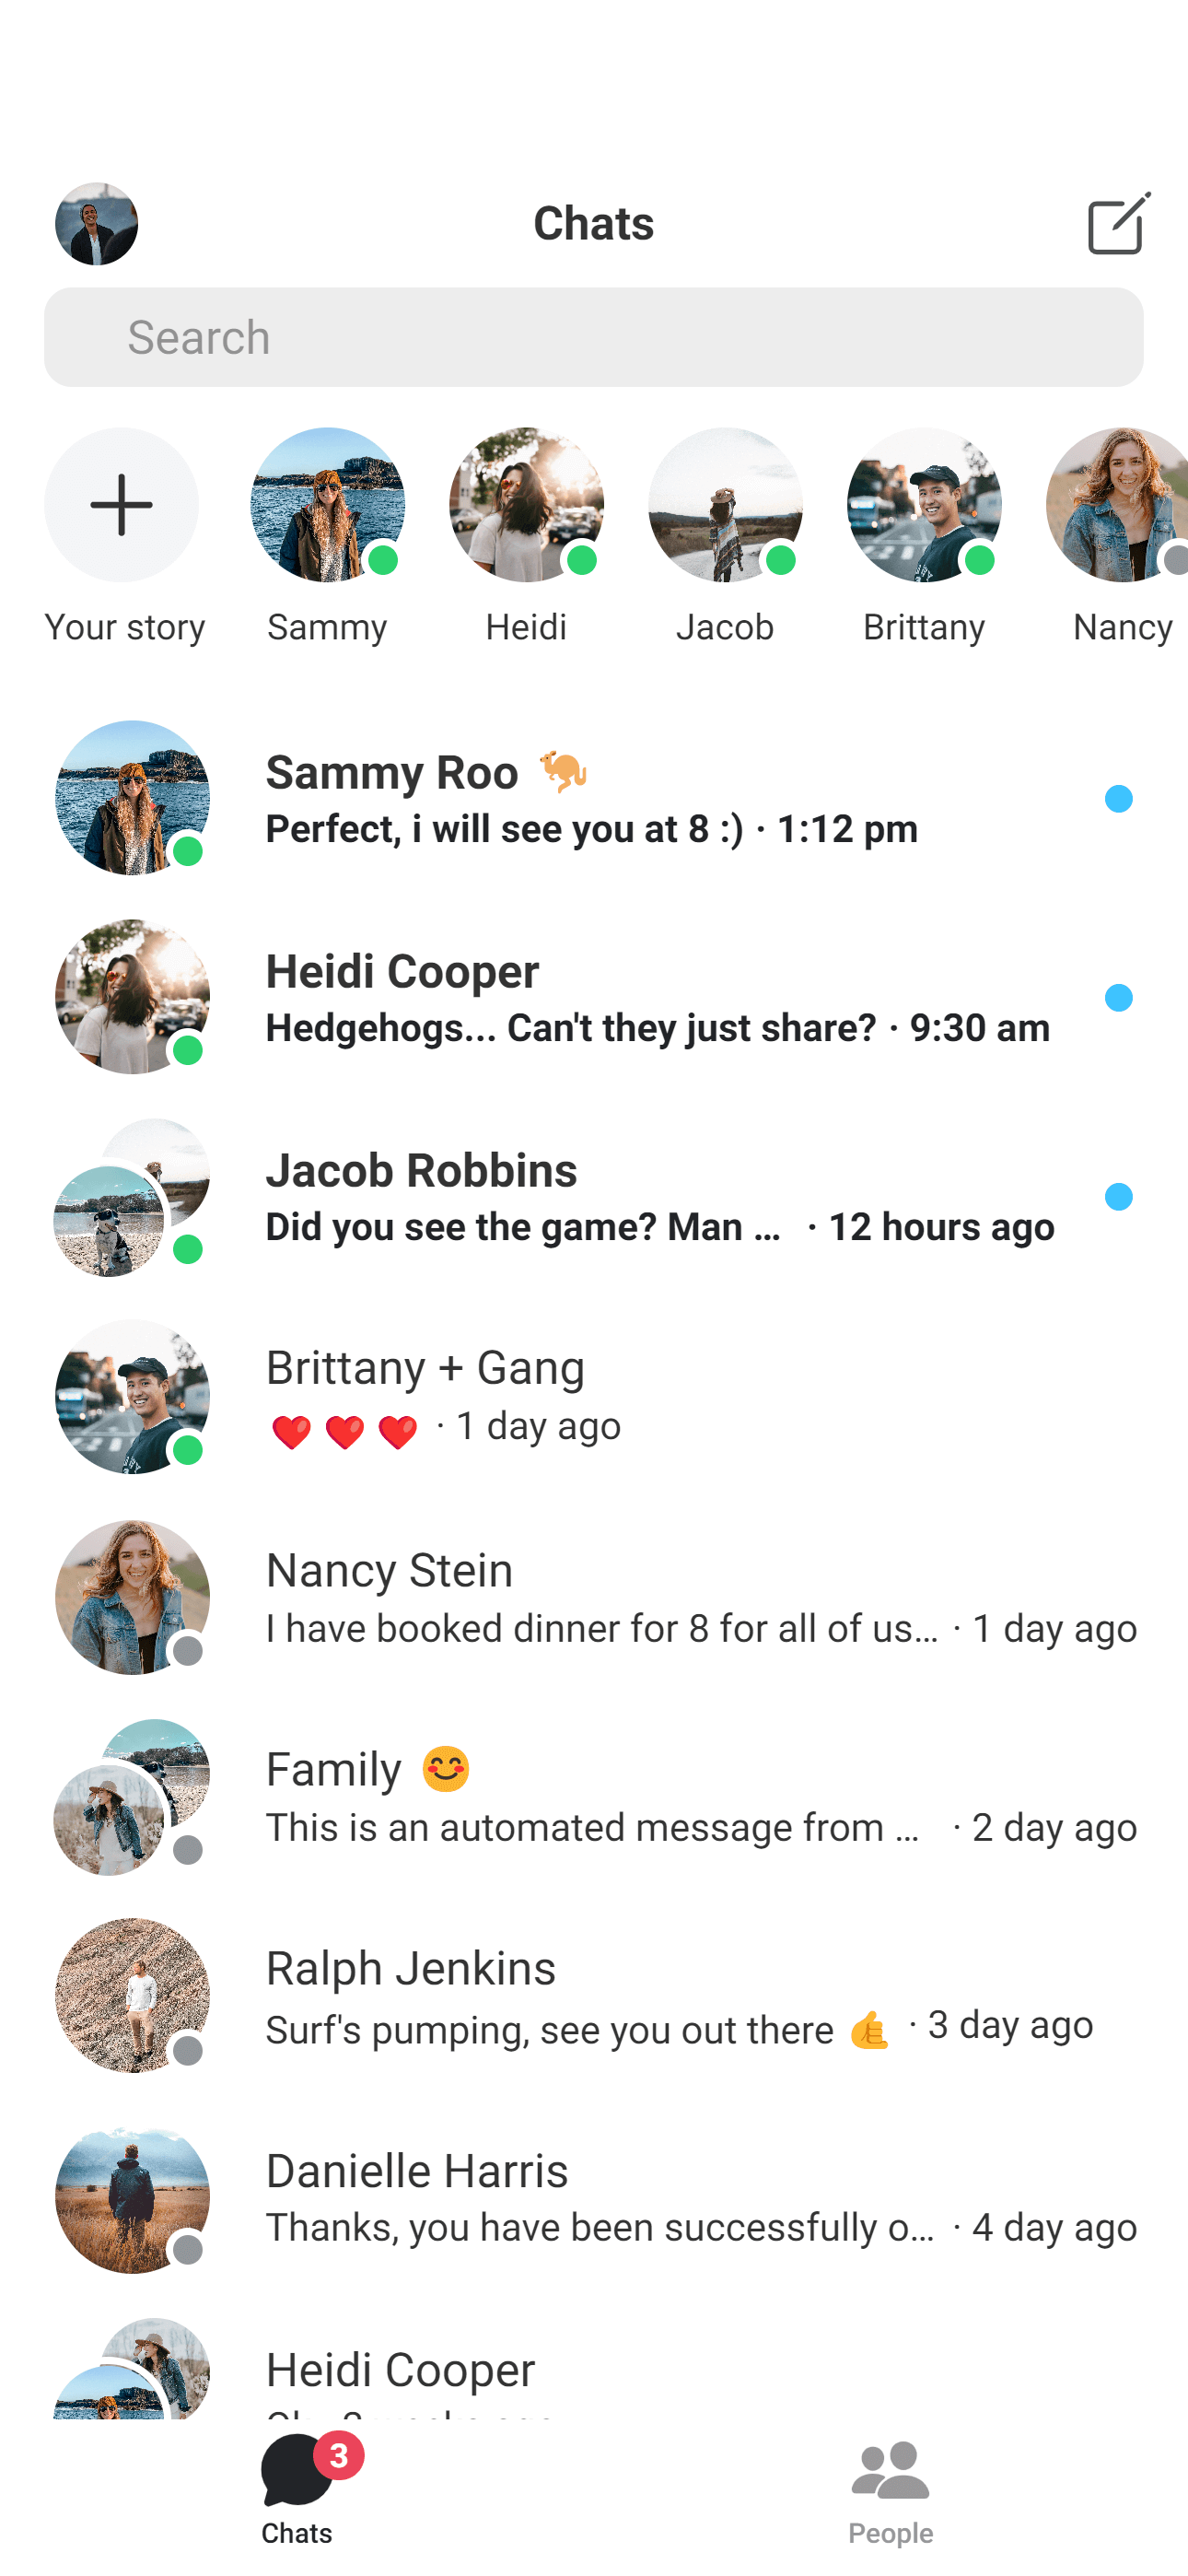 Chats
Search
Your story
Sammy
Heidi
Jacob
Brittany
Nancy
Sammy Roo 🦘
Perfect, i will see you at 8 :) · 1:12 pm
Heidi Cooper
Hedgehogs... Can't they just share? · 9:30 am
Jacob Robbins
Did you see the game? Man ... · 12 hours ago
Brittany + Gang
❤️ ❤️ ❤️ · 1 day ago
Nancy Stein
I have booked dinner for 8 for all of us... · 1 day ago
Family 😊
This is an automated message from ... · 2 day ago
Ralph Jenkins
Surf's pumping, see you out there 🤙 · 3 day ago
Danielle Harris
Thanks, you have been successfully o... · 4 day ago
Heidi Cooper
3
Chats
People